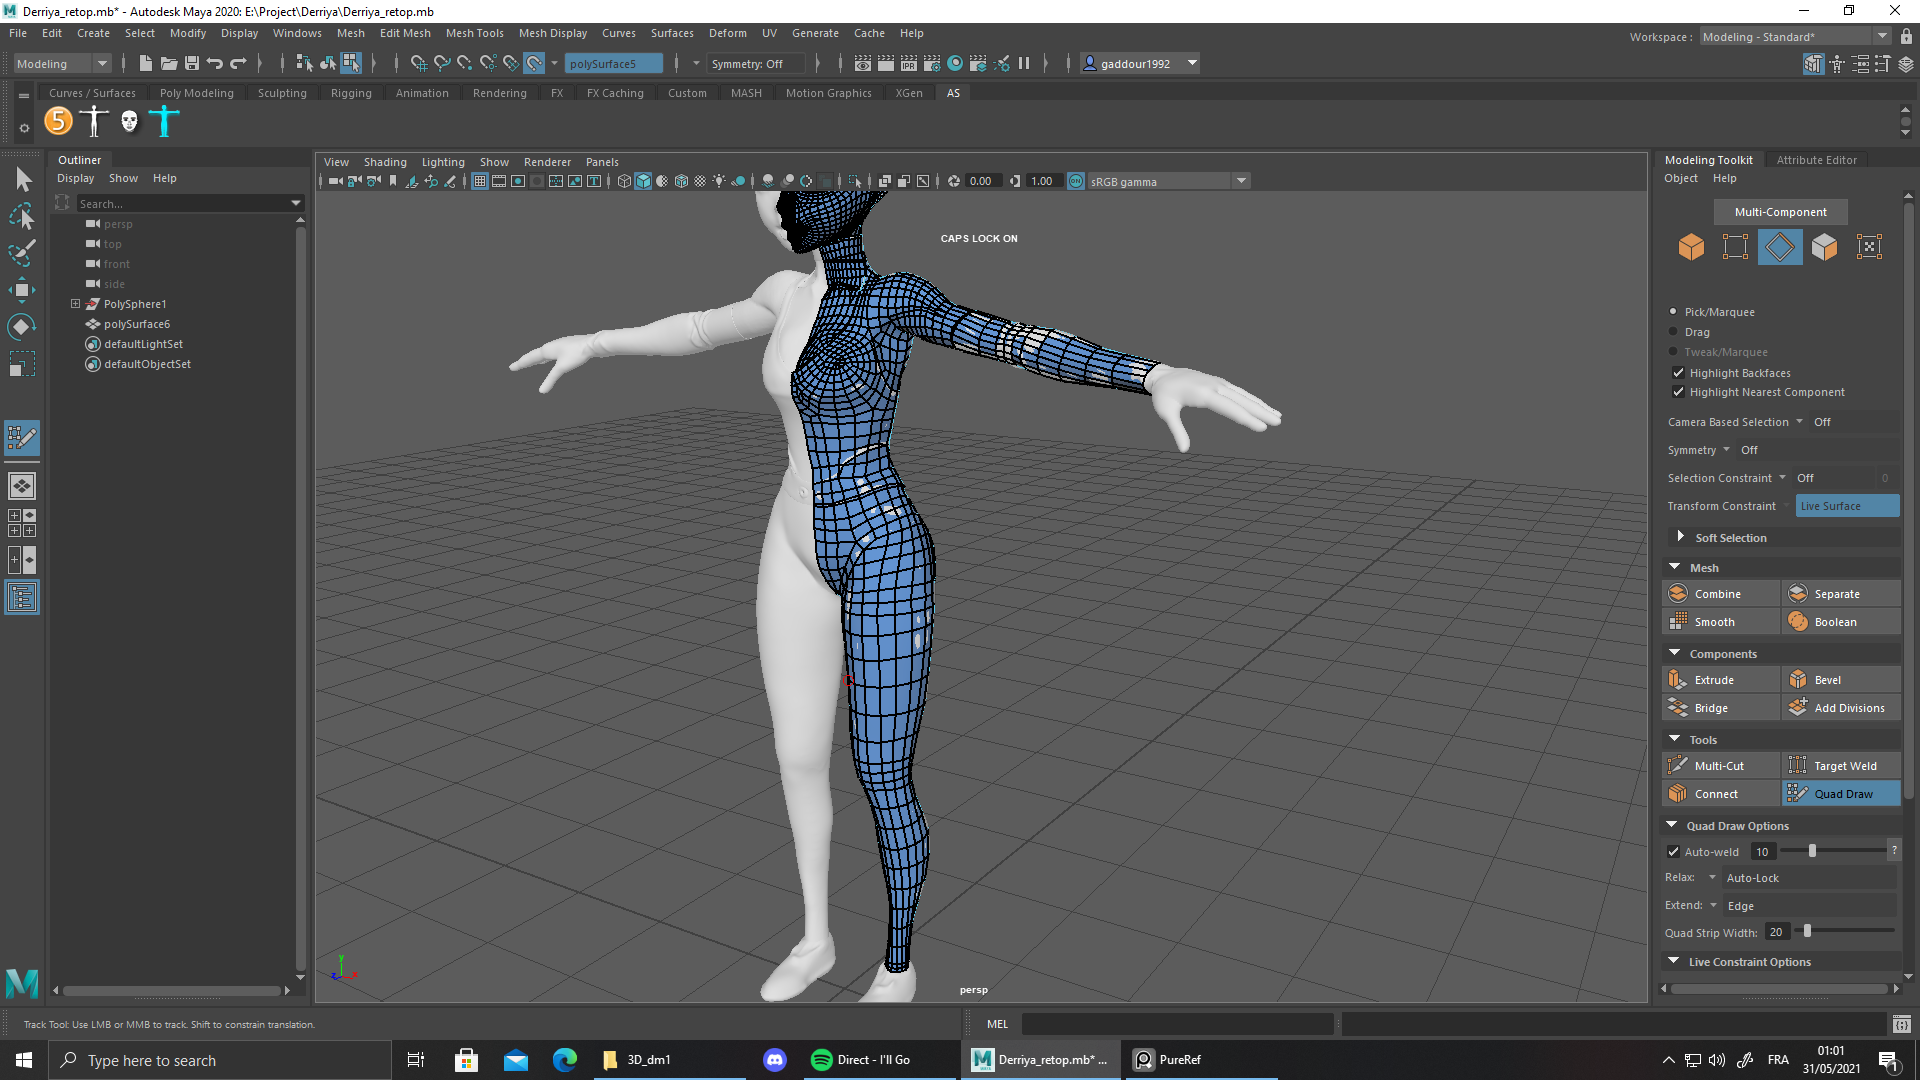 Derriya_retop.mb* - Autodesk Maya 2020: E:\Project\Derriya\Derriya_retop.mb
File Edit Create Select Modify Display Windows Mesh Edit Mesh Mesh Tools Mesh Display Curves Surfaces Deform UV Generate Cache Help
Workspace : Modeling - Standard*
Modeling polySurface5 Symmetry: Off IPR gaddour1992
Curves / Surfaces Poly Modeling Sculpting Rigging Animation Rendering FX FX Caching Custom MASH Motion Graphics XGen AS
5
Outliner
Display Show Help
Search...
persp
top
front
side
PolySphere1
polySurface6
defaultLightSet
defaultObjectSet
View Shading Lighting Show Renderer Panels
0.00 1.00 ON sRGB gamma
CAPS LOCK ON
y
z x
persp
Modeling Toolkit Attribute Editor
Object Help
Multi-Component
Pick/Marquee
Drag
Tweak/Marquee
Highlight Backfaces
Highlight Nearest Component
Camera Based Selection Off
Symmetry Off
Selection Constraint Off 0
Transform Constraint Live Surface
Soft Selection
Mesh
Combine Separate
Smooth Boolean
Components
Extrude Bevel
Bridge Add Divisions
Tools
Multi-Cut Target Weld
Connect Quad Draw
Quad Draw Options
Auto-weld 10 ?
Relax: Auto-Lock
Extend: Edge
Quad Strip Width: 20
Live Constraint Options
Track Tool: Use LMB or MMB to track. Shift to constrain translation.
MEL
Type here to search
3D_dm1
Direct - I'll Go
Derriya_retop.mb* ...
PureRef
FRA
01:01
31/05/2021
1